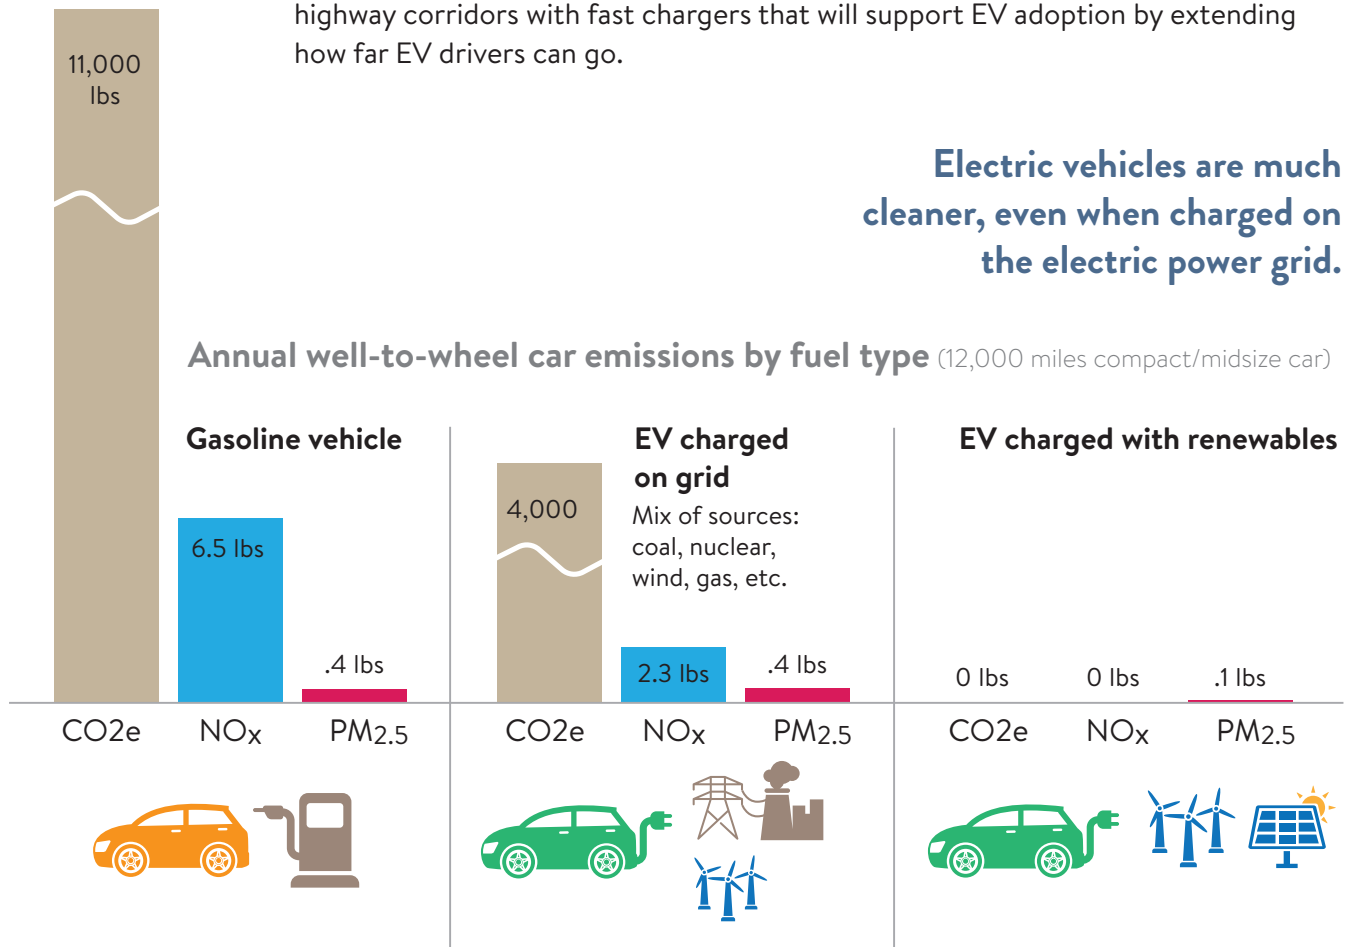 highway corridors with fast chargers that will support EV adoption by extending
how far EV drivers can go.
Electric vehicles are much
cleaner, even when charged on
the electric power grid.
Annual well-to-wheel car emissions by fuel type (12,000 miles compact/midsize car)
Gasoline vehicle
11,000
lbs
6.5 lbs
.4 lbs
CO2e
NOx
PM2.5
EV charged
on grid
Mix of sources:
coal, nuclear,
wind, gas, etc.
4,000
2.3 lbs
.4 lbs
CO2e
NOx
PM2.5
EV charged with renewables
0 lbs
0 lbs
.1 lbs
CO2e
NOx
PM2.5